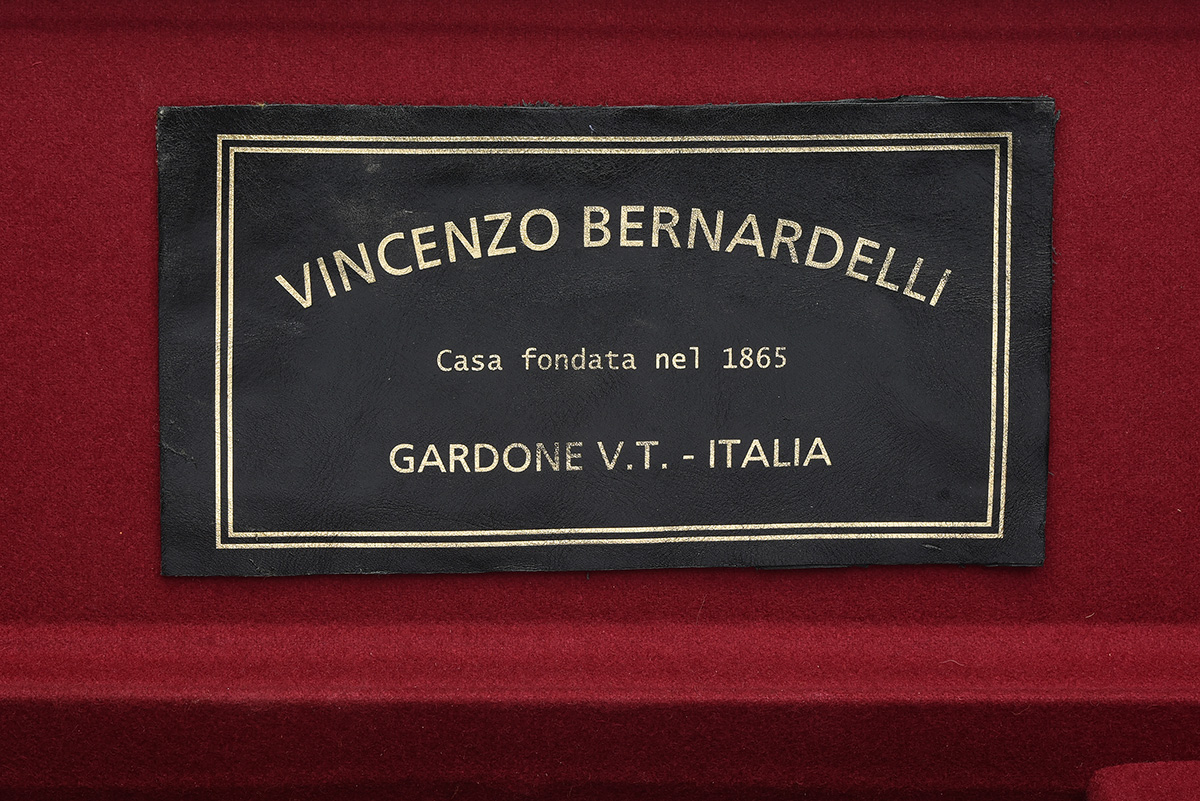 VINCENZO BERNARDELLI
Casa fondata nel 1865
GARDONE V.T. - ITALIA